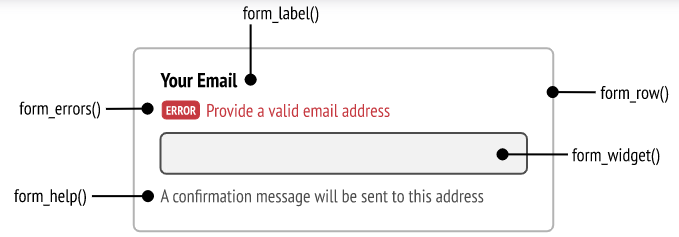 form_label()
Your Email
form_errors()
ERROR Provide a valid email address
form_row()
form_widget()
form_help()
A confirmation message will be sent to this address